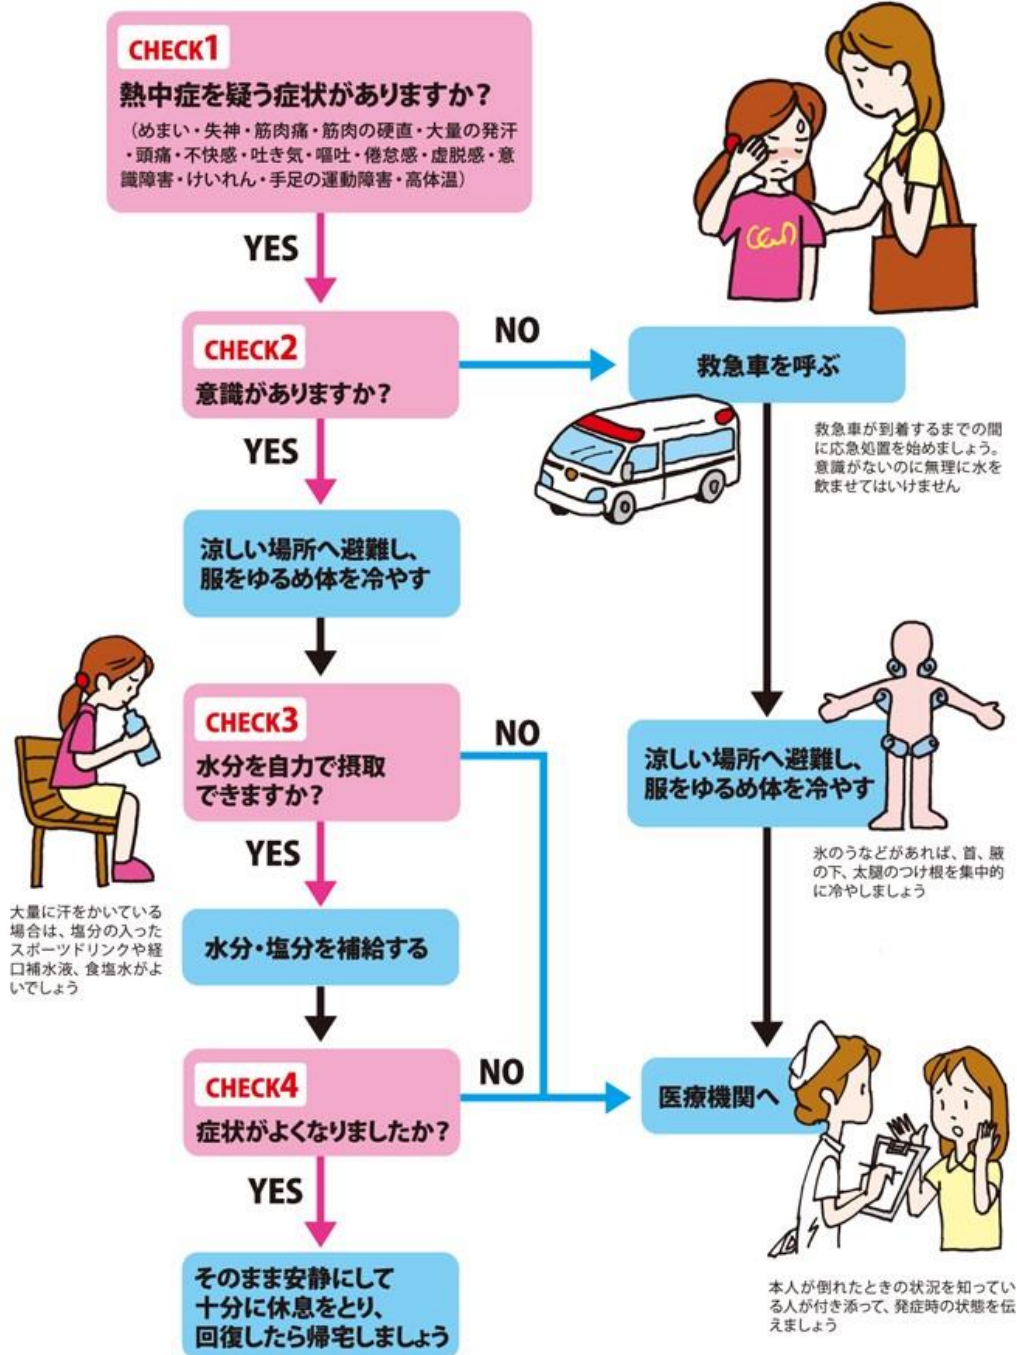 CHECK1
熱中症を疑う症状がありますか?
(めまい・失神・筋肉痛・筋肉の硬直・大量の発汗
・頭痛・不快感・吐き気・嘔吐・倦怠感・虚脱感・意
識障害・けいれん・手足の運動障害・高体温)
YES
CHECK2
意識がありますか?
NO
救急車を呼ぶ
救急車が到着するまでの間
に応急処置を始めましょう。
意識がないのに無理に水を
飲ませてはいけません
YES
涼しい場所へ避難し、
服をゆるめ体を冷やす
CHECK3
水分を自力で摂取
できますか?
NO
涼しい場所へ避難し、
服をゆるめ体を冷やす
氷のうなどがあれば、首、腋
の下、太腿のつけ根を集中的
に冷やしましょう
YES
大量に汗をかいている
場合は、塩分の入った
スポーツドリンクや経
口補水液、食塩水がよ
いでしょう
水分・塩分を補給する
CHECK4
症状がよくなりましたか?
NO
医療機関へ
本人が倒れたときの状況を知ってい
る人が付き添って、発症時の状態を伝
えましょう
YES
そのまま安静にして
十分に休息をとり、
回復したら帰宅しましょう